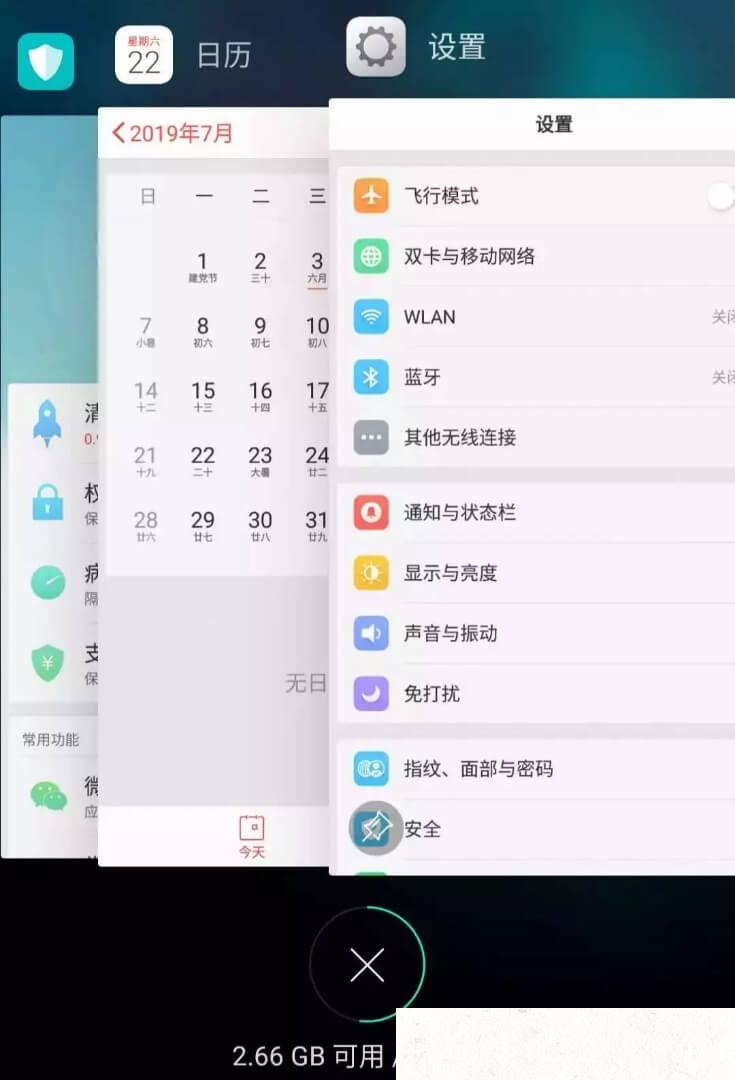 星期六
22
日历
设置
2019年7月
日 一 二 三
1 2 3
建党节 三十 六月
7 8 9 10
小暑 初六 初七 初八
14 15 16 17
十二 十三 十四 十五
21 22 23 24
十九 二十 大暑 廿二
28 29 30 31
廿六 廿七 廿八 廿九
无日
今天
清
0.
权
保
病
隔
支
保
常用功能
微
应
设置
飞行模式
双卡与移动网络
WLAN 关闭
蓝牙 关闭
其他无线连接
通知与状态栏
显示与亮度
声音与振动
免打扰
指纹、面部与密码
安全
2.66 GB 可用 /